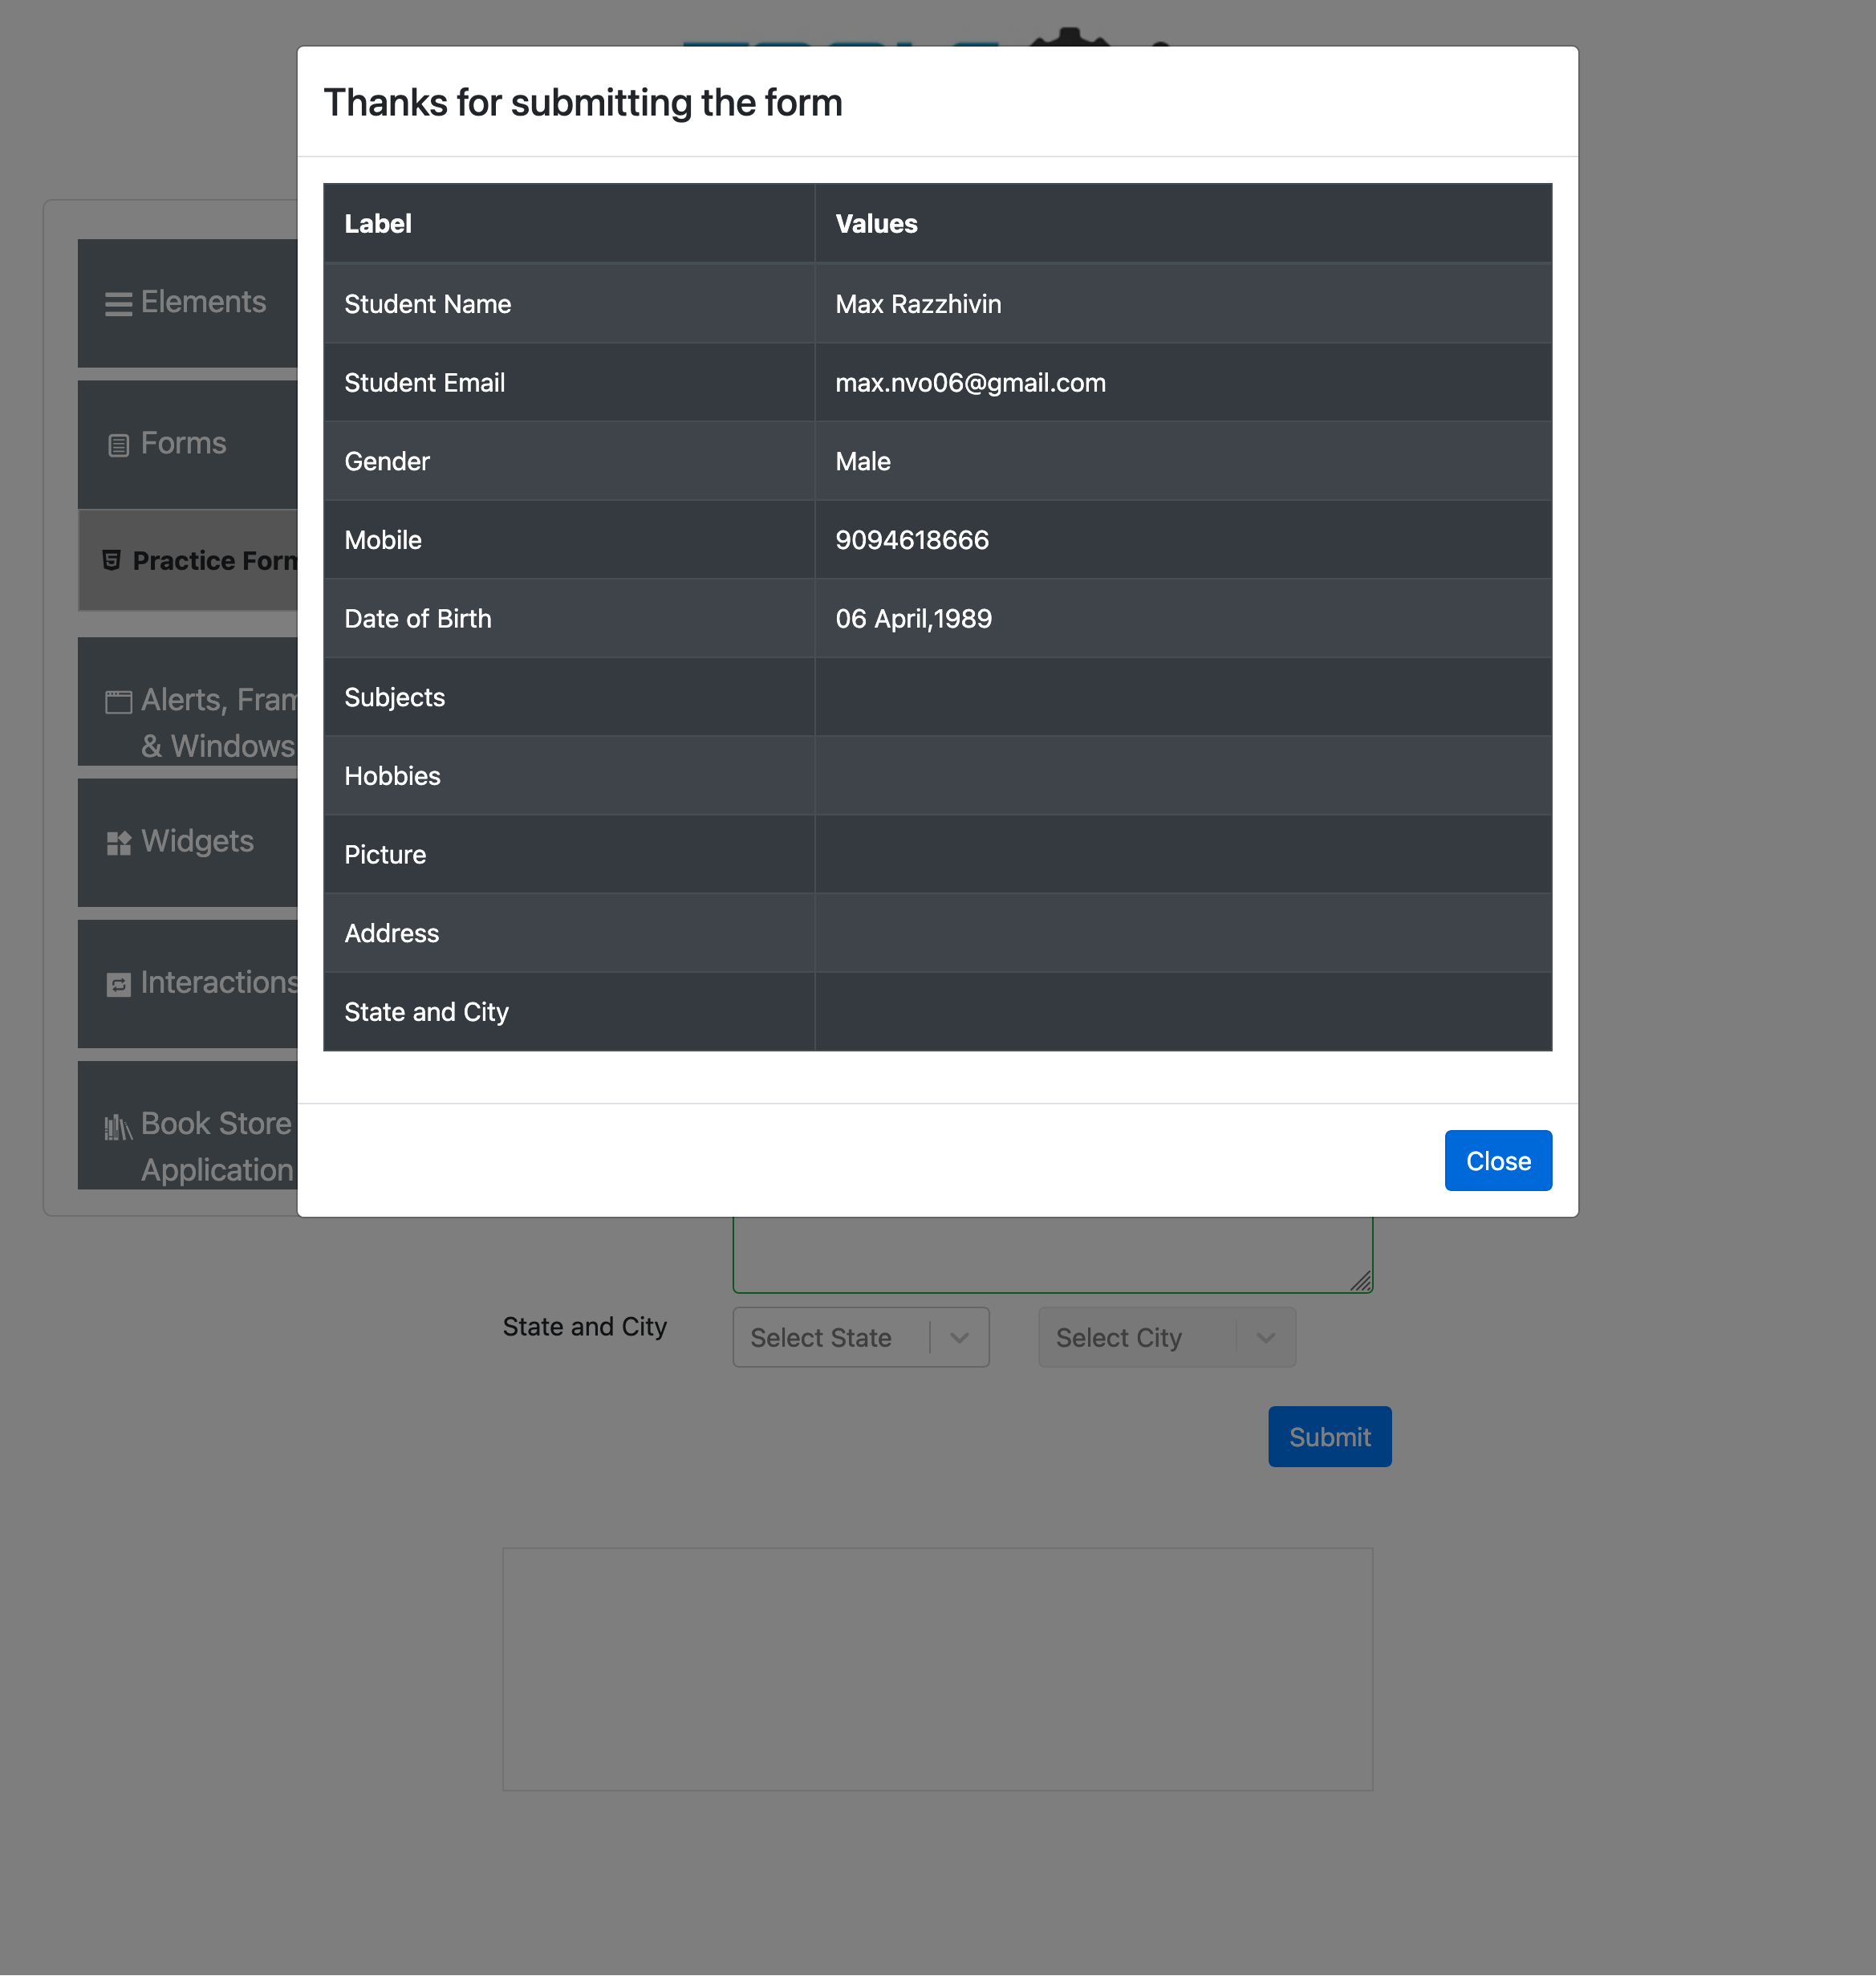 Thanks for submitting the form
Label Values
Student Name Max Razzhivin
Student Email max.nvo06@gmail.com
Gender Male
Mobile 9094618666
Date of Birth 06 April,1989
Subjects
Hobbies
Picture
Address
State and City
Close
Elements
Forms
Practice Form
Alerts, Fram
& Windows
Widgets
Interactions
Book Store
Application
State and City Select State Select City
Submit